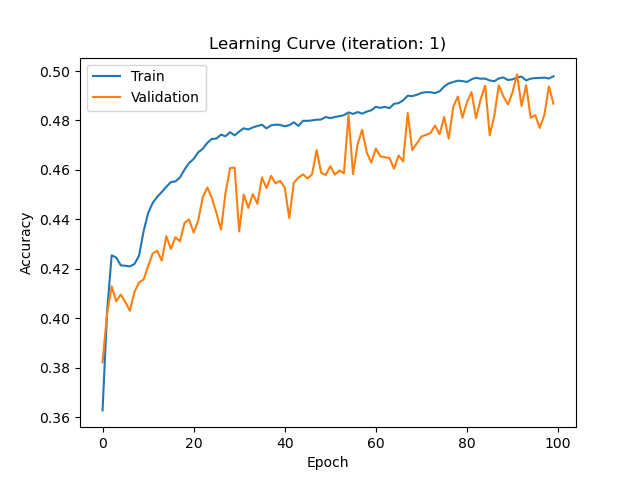 Learning Curve (iteration: 1)
Train
Validation
0.50
0.48
0.46
0.44
0.42
0.40
0.38
0.36
Accuracy
0 20 40 60 80 100
Epoch